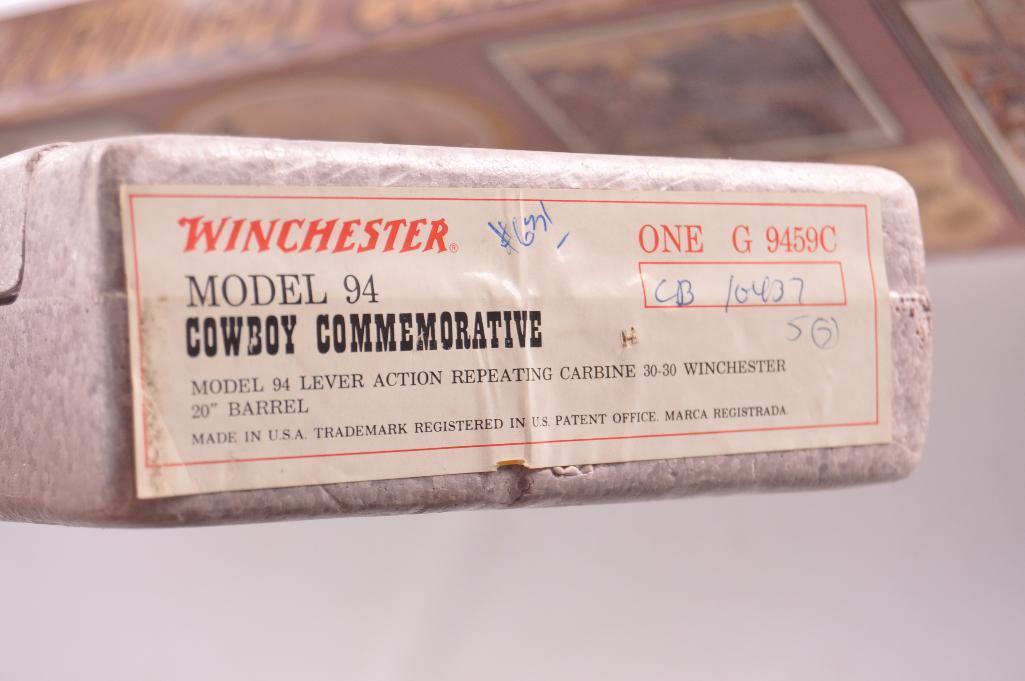 WINCHESTER®
ONE G 9459C
MODEL 94
CB 10437
COWBOY COMMEMORATIVE
MODEL 94 LEVER ACTION REPEATING CARBINE 30-30 WINCHESTER
20" BARREL
MADE IN U.S.A. TRADEMARK REGISTERED IN U.S. PATENT OFFICE. MARCA REGISTRADA.